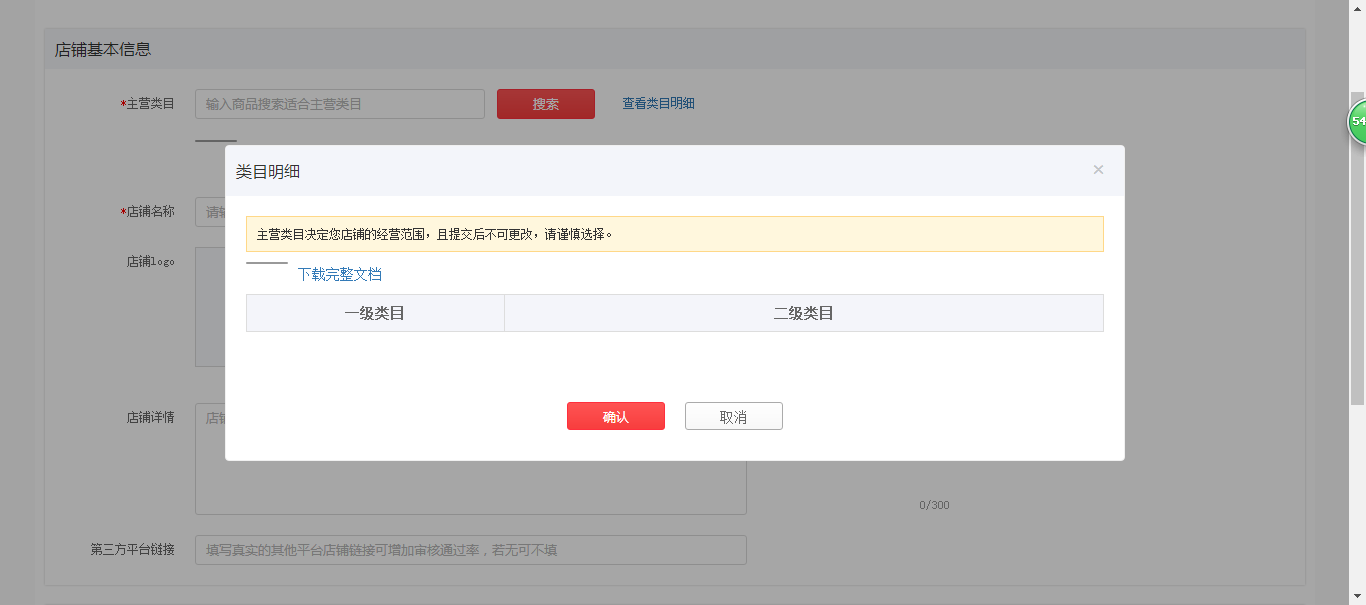 店铺基本信息
*主营类目
输入商品搜索适合主营类目
搜索
查看类目明细
类目明细
×
主营类目决定您店铺的经营范围，且提交后不可更改，请谨慎选择。
下载完整文档
一级类目
二级类目
确认
取消
*店铺名称
请输
店铺logo
店铺详情
店铺
0/300
第三方平台链接
填写真实的其他平台店铺链接可增加审核通过率，若无可不填
54